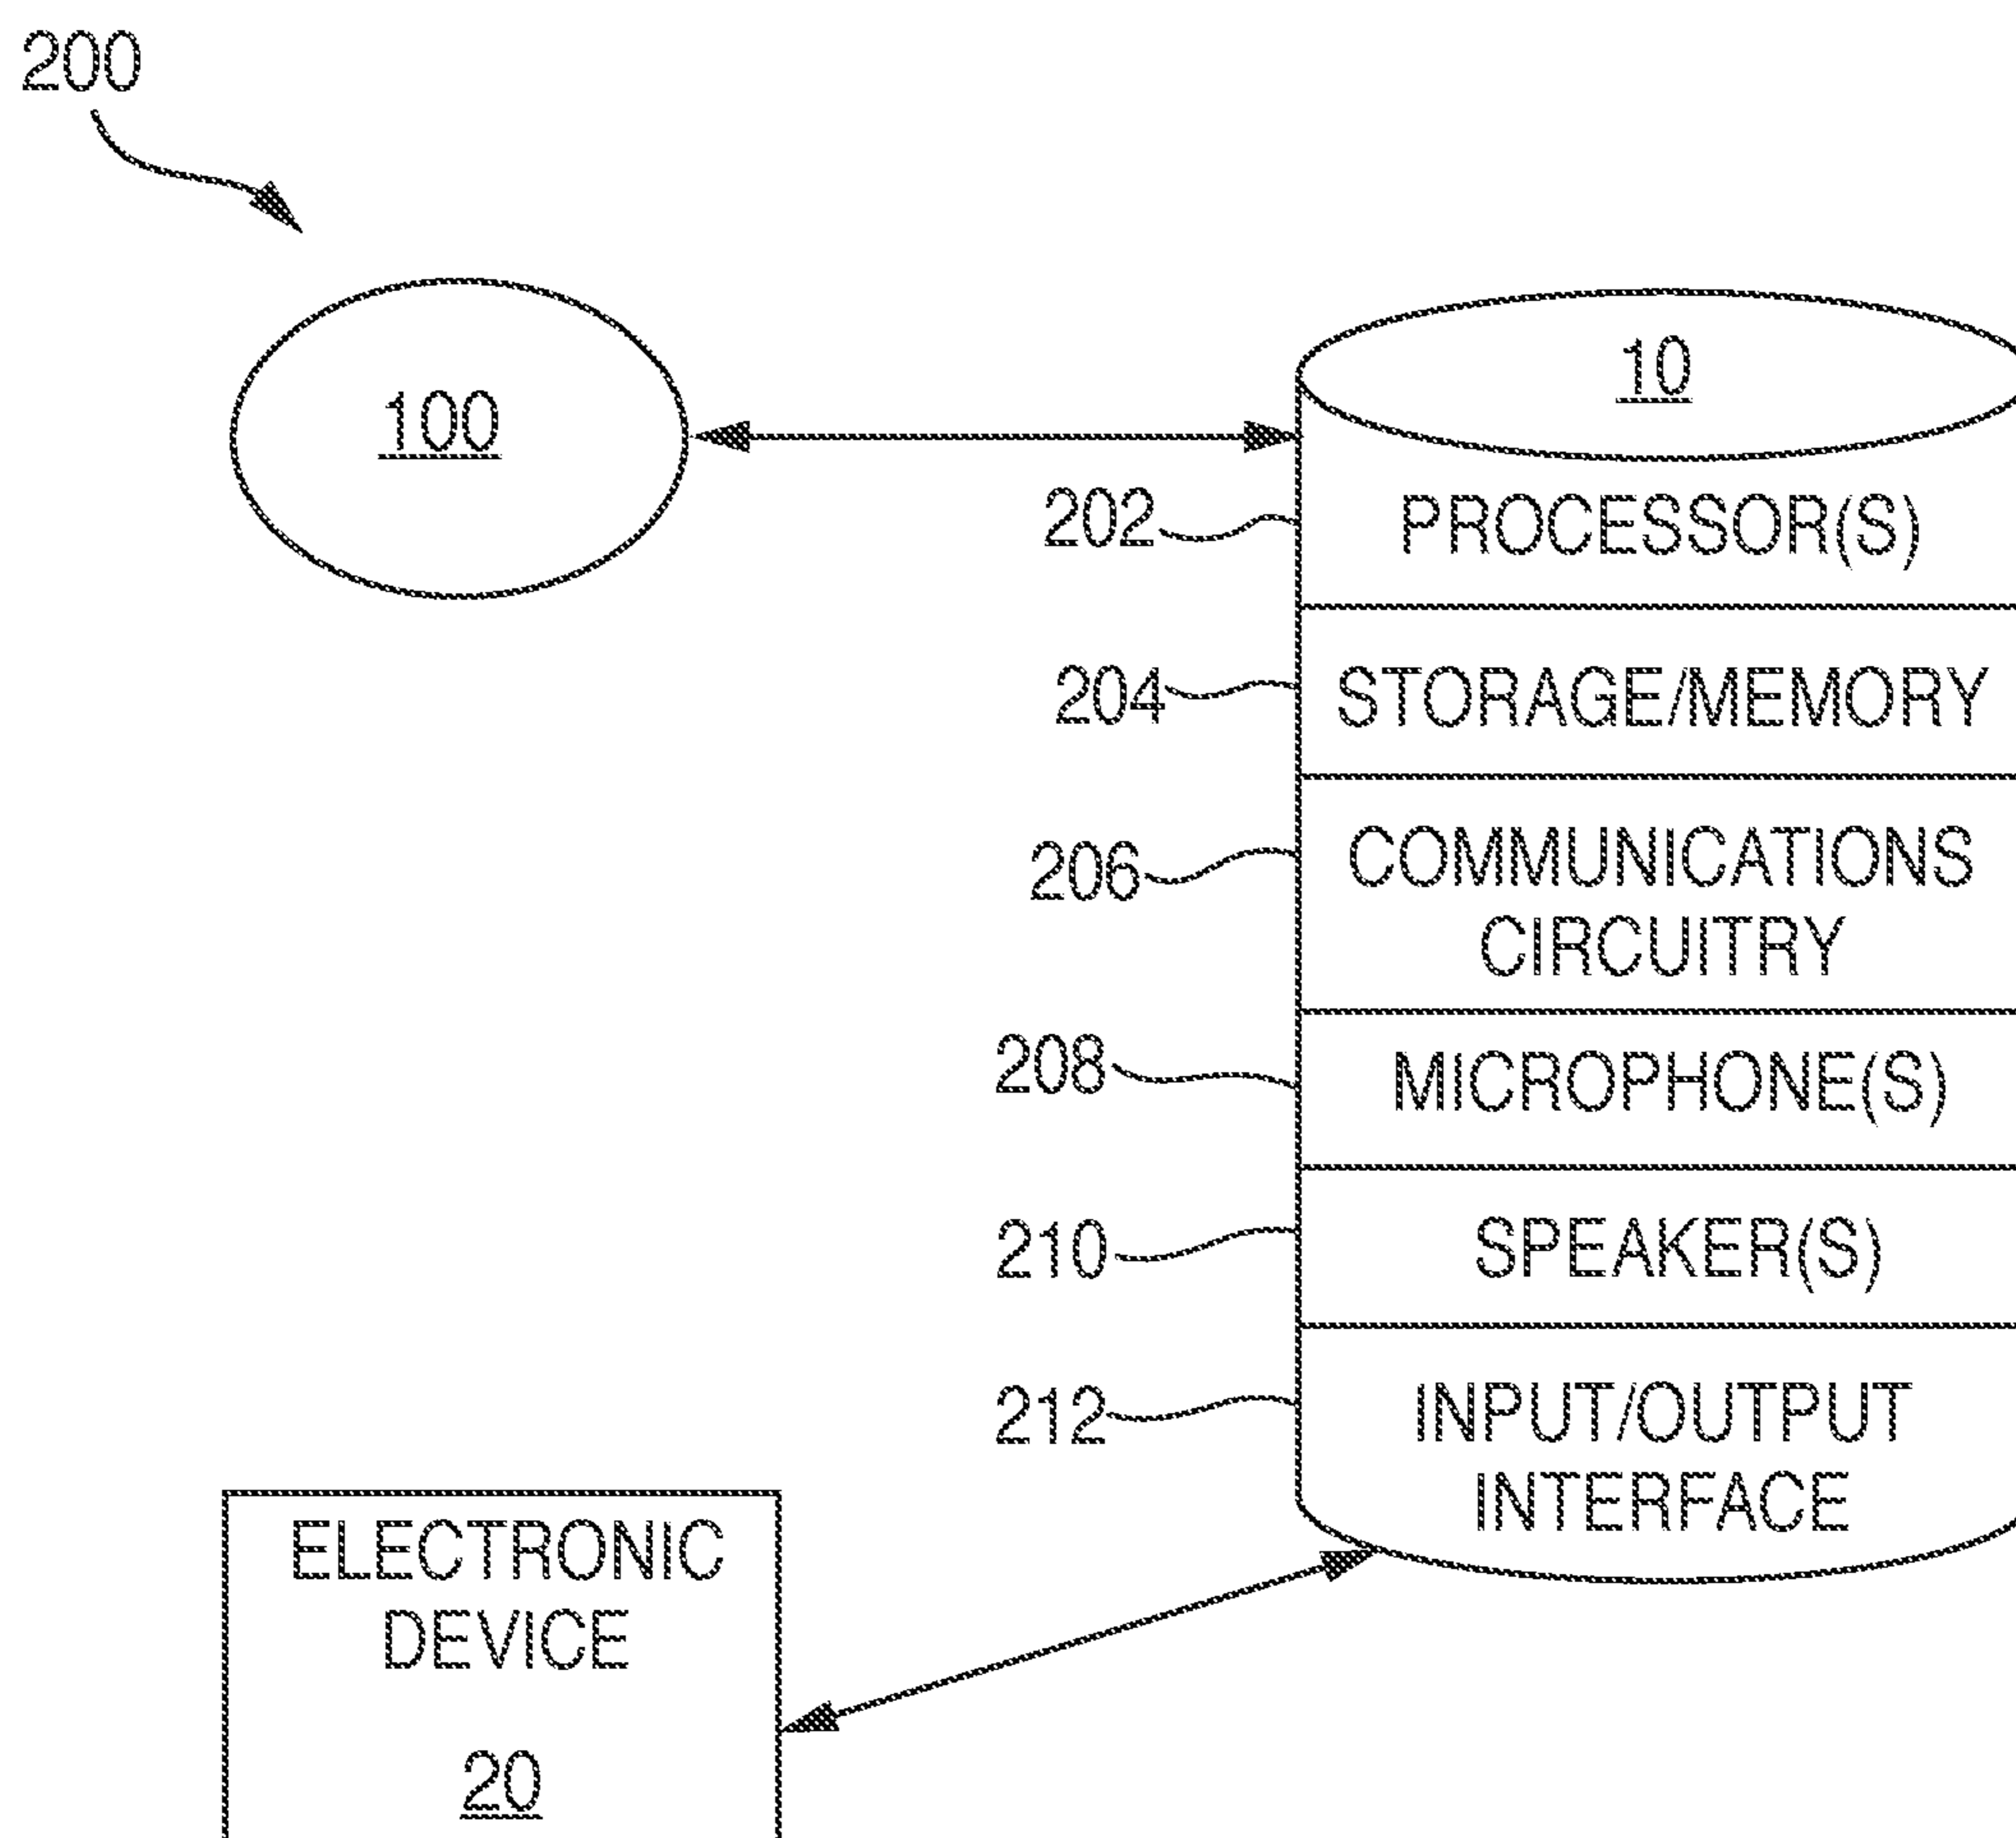 200
100
10
202 PROCESSOR(S)
204 STORAGE/MEMORY
206 COMMUNICATIONS
CIRCUITRY
208 MICROPHONE(S)
210 SPEAKER(S)
212 INPUT/OUTPUT
INTERFACE
ELECTRONIC
DEVICE
20